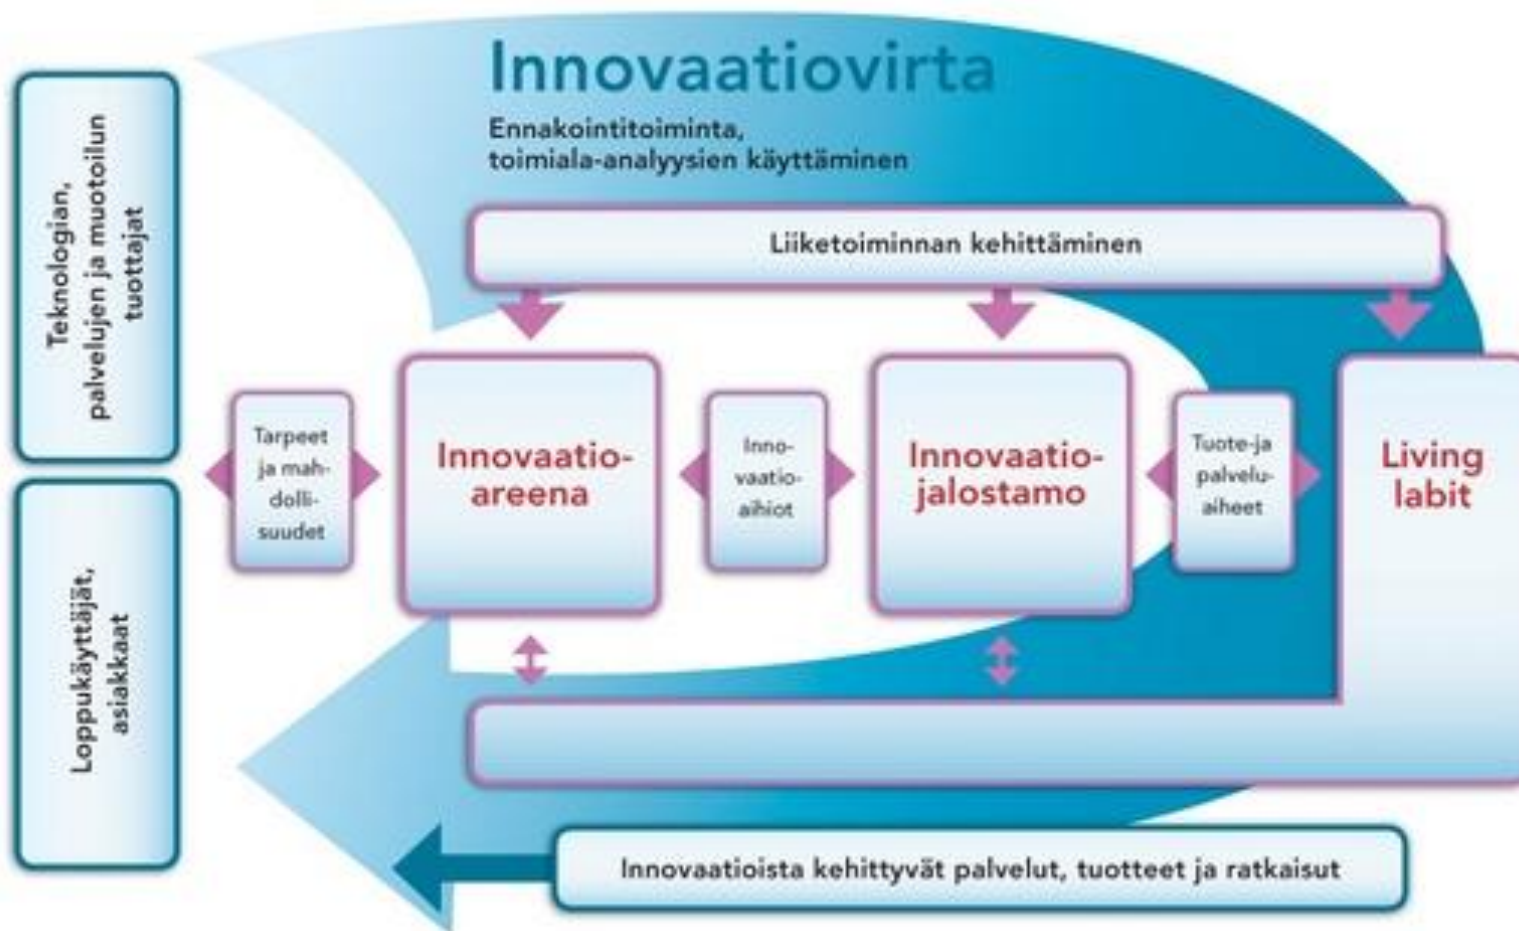 Innovaatiovirta
Ennakointitoiminta,
toimiala-analyysien käyttäminen
Teknologian,
palvelujen ja muotoilun
tuottajat
Liiketoiminnan kehittäminen
Tarpeet
ja mah-
dolli-
suudet
Innovaatio-
areena
Inno-
vaatio-
aihiot
Innovaatio-
jalostamo
Tuote-ja
palvelu-
aiheet
Living
labit
Loppukäyttäjät,
asiakkaat
Innovaatioista kehittyvät palvelut, tuotteet ja ratkaisut